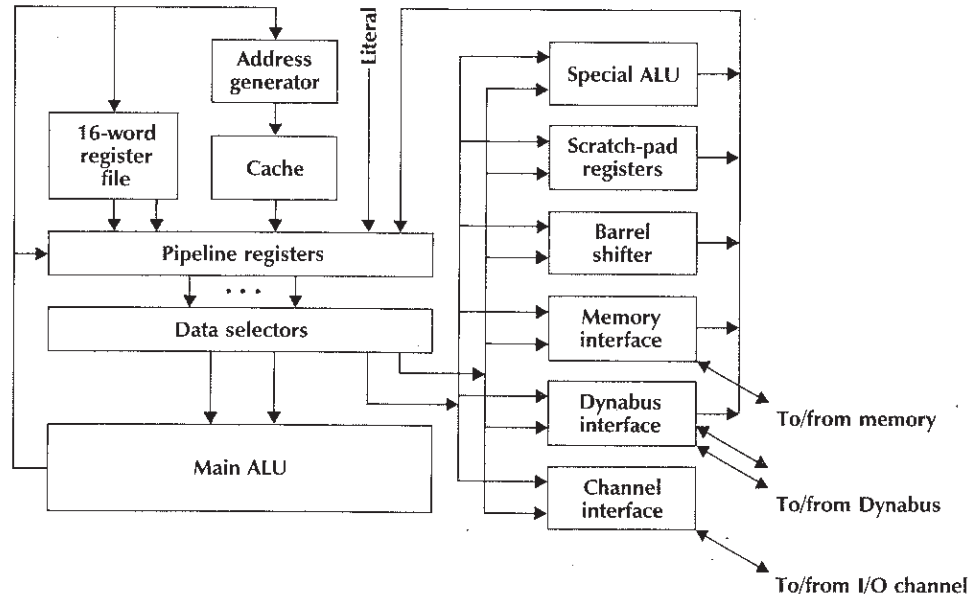 Literal
Address
generator
16-word
register
file
Cache
Pipeline registers
Data selectors
Main ALU
Special ALU
Scratch-pad
registers
Barrel
shifter
Memory
interface
Dynabus
interface
Channel
interface
To/from memory
To/from Dynabus
To/from I/O channel